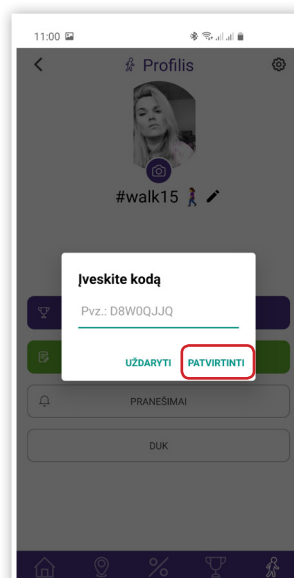 11:00
Profilis
#walk15
Įveskite kodą
Pvz.: D8W0QJJQ
UŽDARYTI PATVIRTINTI
PRANEŠIMAI
DUK